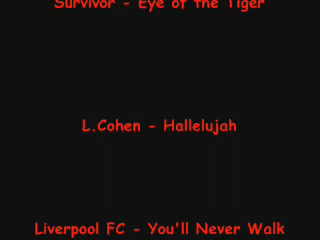 Survivor - Eye of the Tiger
L.Cohen - Hallelujah
Liverpool FC - You'll Never Walk